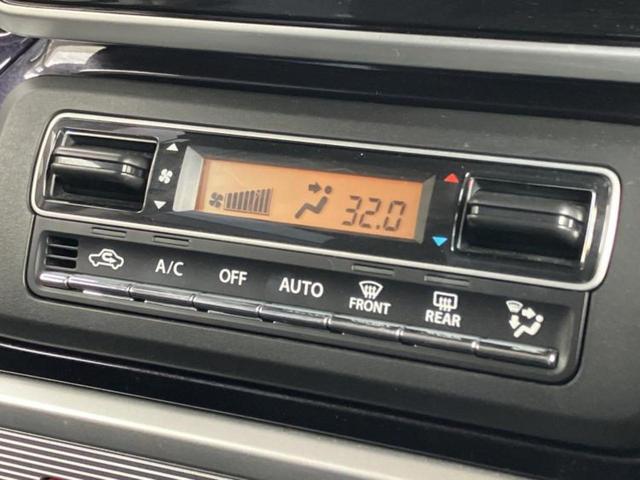 32.0
A/C OFF AUTO FRONT REAR